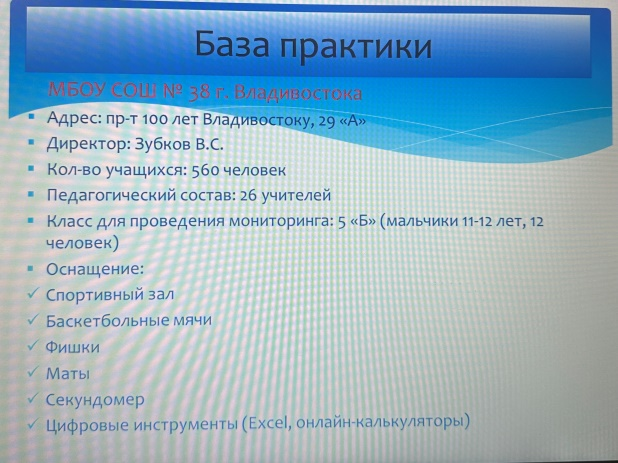 База практики
МБОУ СОШ № 38 г. Владивостока
Адрес: пр-т 100 лет Владивостоку, 29 «А»
Директор: Зубков В.С.
Кол-во учащихся: 560 человек
Педагогический состав: 26 учителей
Класс для проведения мониторинга: 5 «Б» (мальчики 11-12 лет, 12
человек)
Оснащение:
Спортивный зал
Баскетбольные мячи
Фишки
Маты
Секундомер
Цифровые инструменты (Excel, онлайн-калькуляторы)